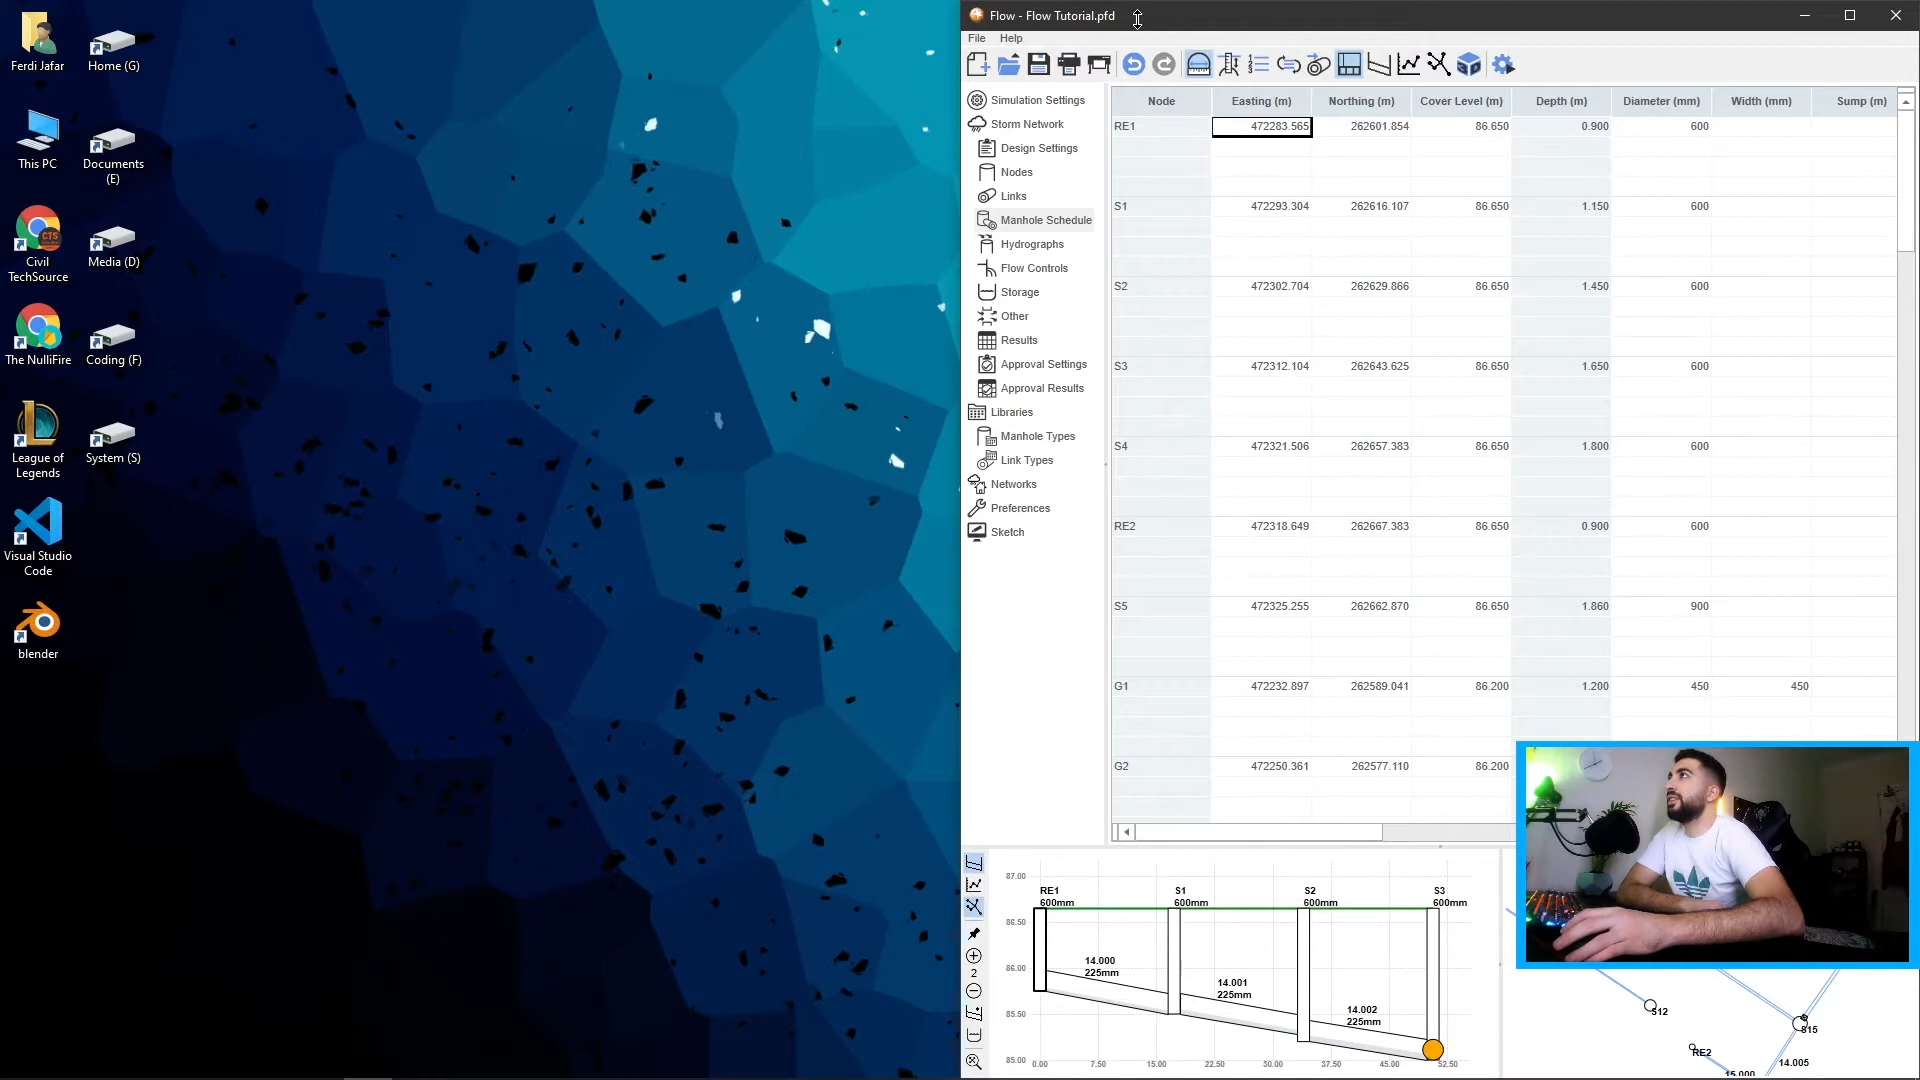 Ferdi Jafar
Home (G)
This PC
Documents
(E)
CTS
Civil
TechSource
Media (D)
The NulliFire
Coding (F)
League of
Legends
System (S)
Visual Studio
Code
blender
Flow - Flow Tutorial.pfd
File Help
Simulation Settings
Storm Network
Design Settings
Nodes
Links
Manhole Schedule
Hydrographs
Flow Controls
Storage
Other
Results
Approval Settings
Approval Results
Libraries
Manhole Types
Link Types
Networks
Preferences
Sketch
Node Easting (m) Northing (m) Cover Level (m) Depth (m) Diameter (mm) Width (mm) Sump (m)
RE1 472283.565 262601.854 86.650 0.900 600
S1 472293.304 262616.107 86.650 1.150 600
S2 472302.704 262629.866 86.650 1.450 600
S3 472312.104 262643.625 86.650 1.650 600
S4 472321.506 262657.383 86.650 1.800 600
RE2 472318.649 262667.383 86.650 0.900 600
S5 472325.255 262662.870 86.650 1.860 900
G1 472232.897 262589.041 86.200 1.200 450 450
G2 472250.361 262577.110 86.200
2
87.00
86.50
86.00
85.50
85.00
RE1 S1 S2 S3
600mm 600mm 600mm 600mm
14.000
225mm
14.001
225mm
14.002
225mm
0.00 7.50 15.00 22.50 30.00 37.50 45.00 52.50
S12
S15
RE2
14.005
15.000